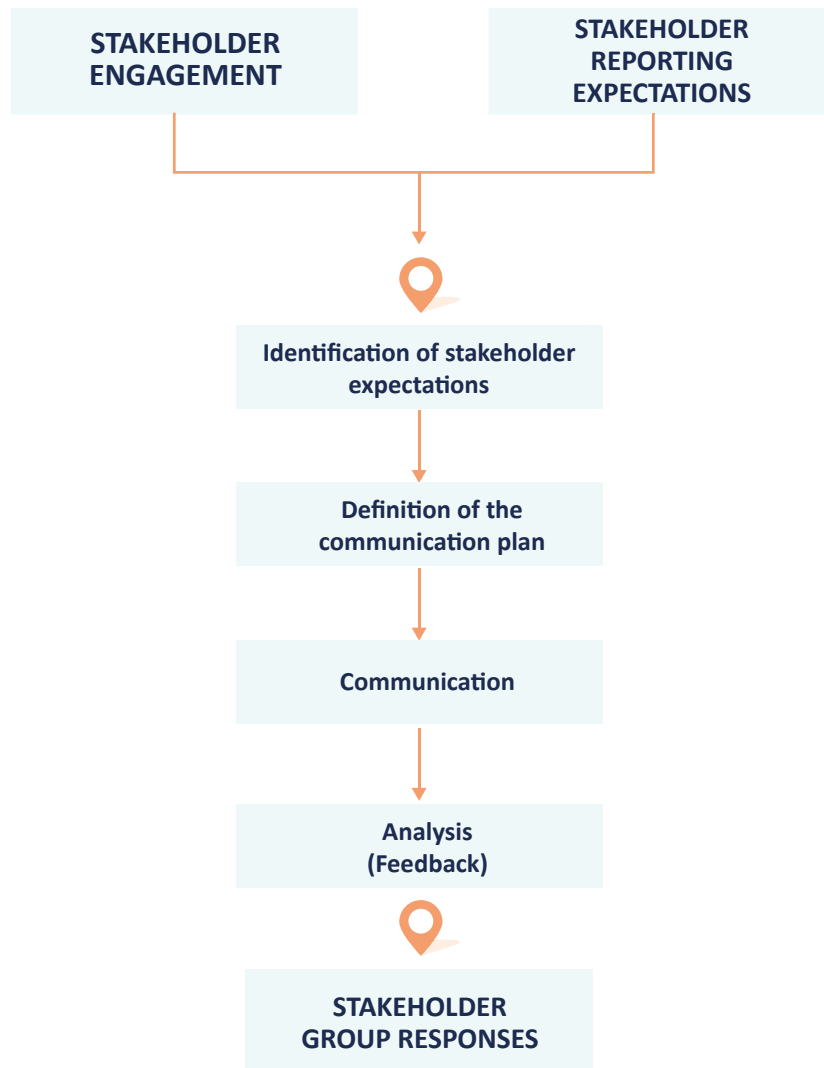 STAKEHOLDER
ENGAGEMENT
STAKEHOLDER
REPORTING
EXPECTATIONS
Identification of stakeholder
expectations
Definition of the
communication plan
Communication
Analysis
(Feedback)
STAKEHOLDER
GROUP RESPONSES